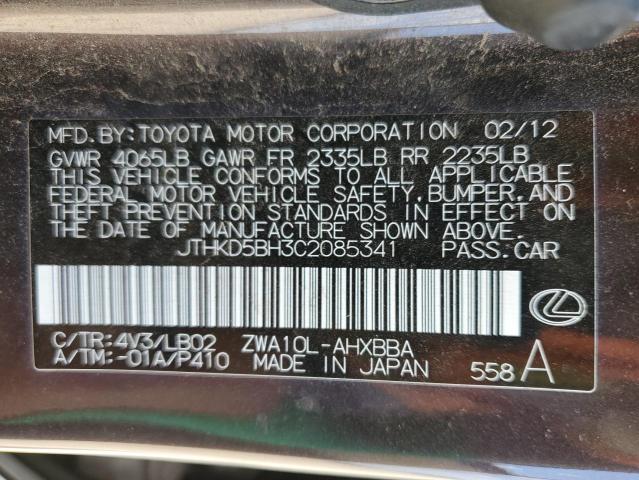 MFD. BY: TOYOTA MOTOR CORPORATION 02/12
GVWR 4065LB GAWR FR 2335LB RR 2235LB
THIS VEHICLE CONFORMS TO ALL APPLICABLE
FEDERAL MOTOR VEHICLE SAFETY, BUMPER, AND
THEFT PREVENTION STANDARDS IN EFFECT ON
THE DATE OF MANUFACTURE SHOWN ABOVE.
JTHKD5BH3C2085341 PASS. CAR
C/TR: 4V3/LB02 ZWA10L-AHXBBA
A/TM: -01A/P410 MADE IN JAPAN 558 A